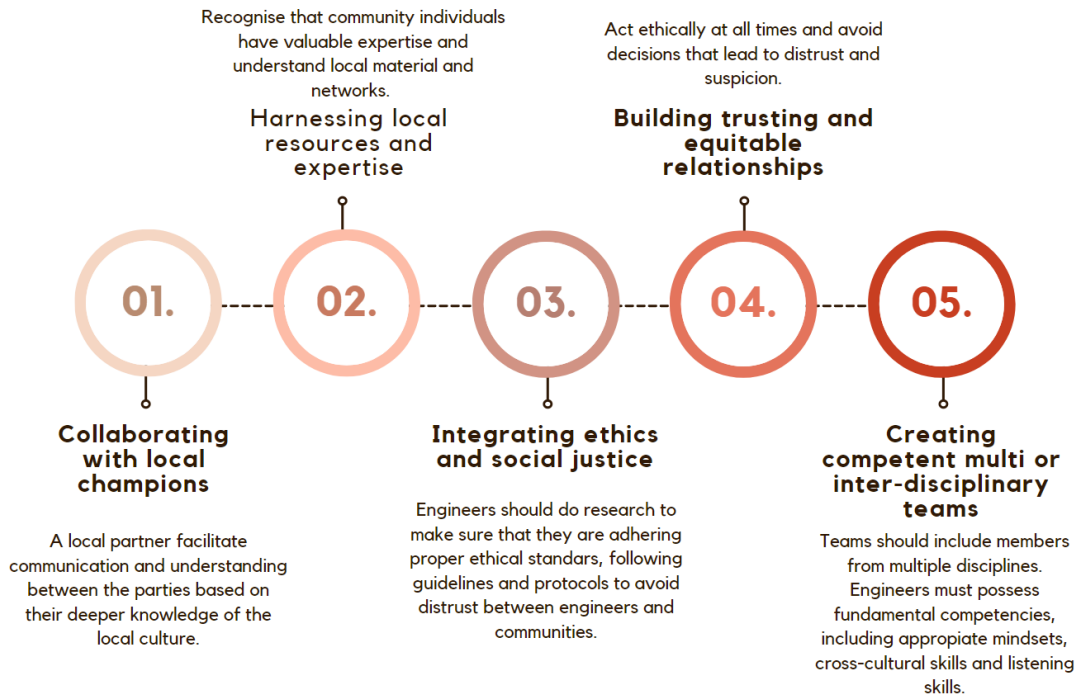 01.
Collaborating
with local
champions
A local partner facilitate
communication and understanding
between the parties based on
their deeper knowledge of the
local culture.
Recognise that community individuals
have valuable expertise and
understand local material and
networks.
Harnessing local
resources and
expertise
02.
03.
Integrating ethics
and social justice
Engineers should do research to
make sure that they are adhering
proper ethical standars, following
guidelines and protocols to avoid
distrust between engineers and
communities.
Act ethically at all times and avoid
decisions that lead to distrust and
suspicion.
Building trusting and
equitable
relationships
04.
05.
Creating
competent multi or
inter-disciplinary
teams
Teams should include members
from multiple disciplines.
Engineers must possess
fundamental competencies,
including appropiate mindsets,
cross-cultural skills and listening
skills.